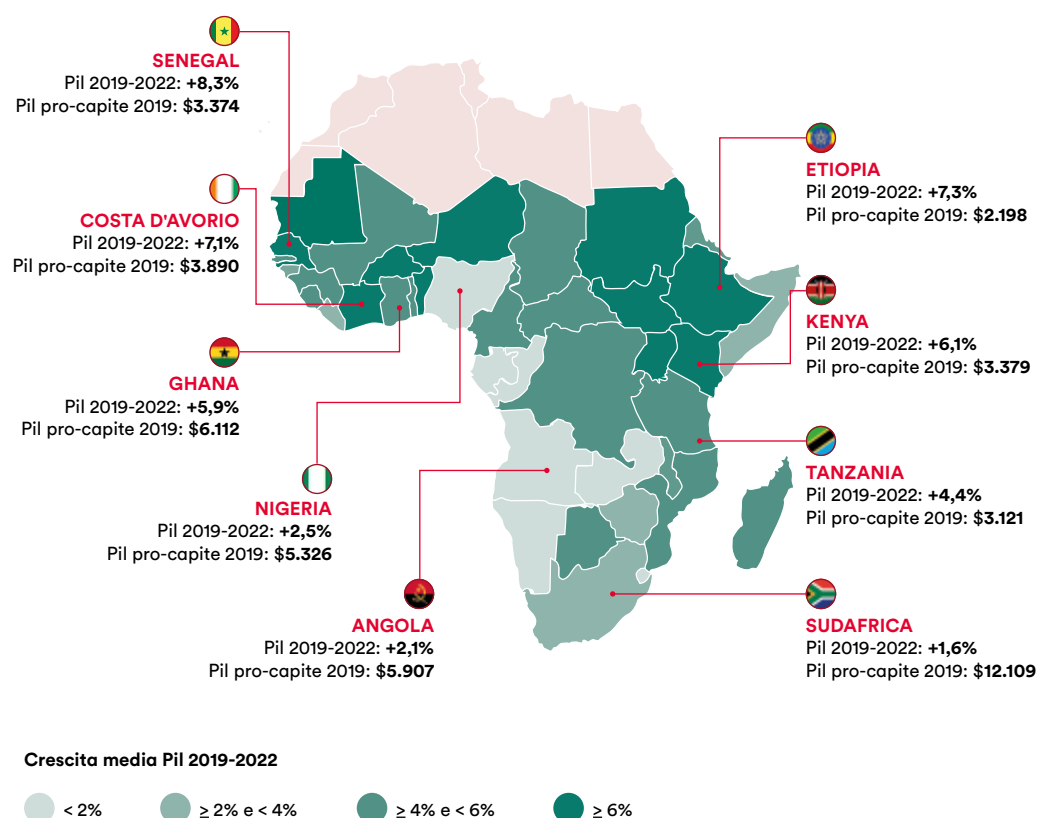 SENEGAL
Pil 2019-2022: +8,3%
Pil pro-capite 2019: $3.374
COSTA D'AVORIO
Pil 2019-2022: +7,1%
Pil pro-capite 2019: $3.890
GHANA
Pil 2019-2022: +5,9%
Pil pro-capite 2019: $6.112
NIGERIA
Pil 2019-2022: +2,5%
Pil pro-capite 2019: $5.326
ANGOLA
Pil 2019-2022: +2,1%
Pil pro-capite 2019: $5.907
ETIOPIA
Pil 2019-2022: +7,3%
Pil pro-capite 2019: $2.198
KENYA
Pil 2019-2022: +6,1%
Pil pro-capite 2019: $3.379
TANZANIA
Pil 2019-2022: +4,4%
Pil pro-capite 2019: $3.121
SUDAFRICA
Pil 2019-2022: +1,6%
Pil pro-capite 2019: $12.109
Crescita media Pil 2019-2022
< 2%
≥ 2% e < 4%
≥ 4% e < 6%
≥ 6%